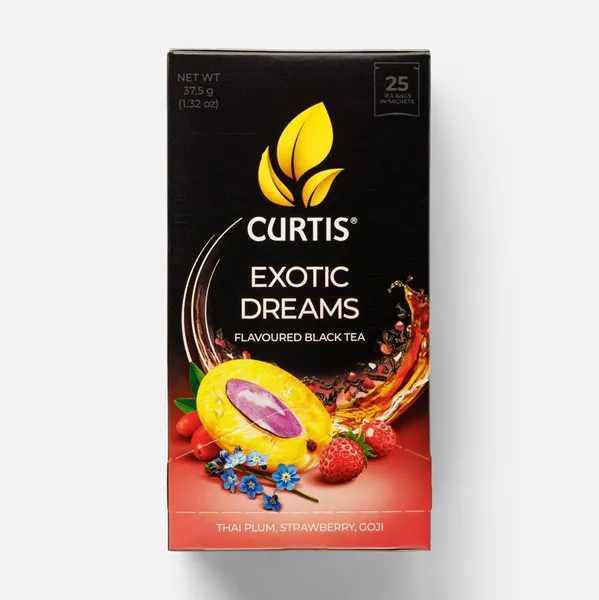 NET WT
37,5 g
(1.32 oz)
25
TEA BAGS
IN SACHETS
CURTIS®
EXOTIC
DREAMS
FLAVOURED BLACK TEA
THAI PLUM, STRAWBERRY, GOJI